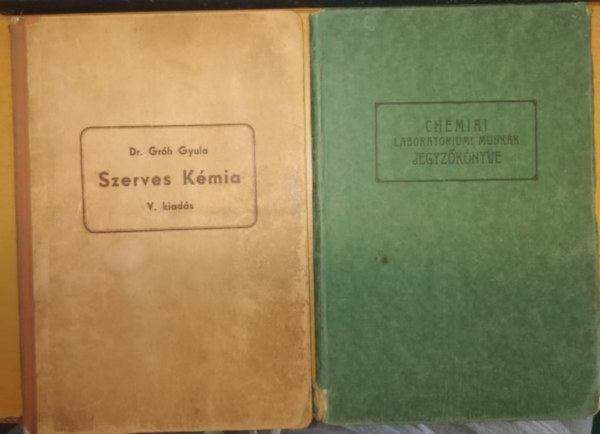 Dr. Gróh Gyula
Szerves Kémia
V. kiadás
CHEMIAI
LABORATORIUMI MUNKÁK
JEGYZŐKÖNYVE